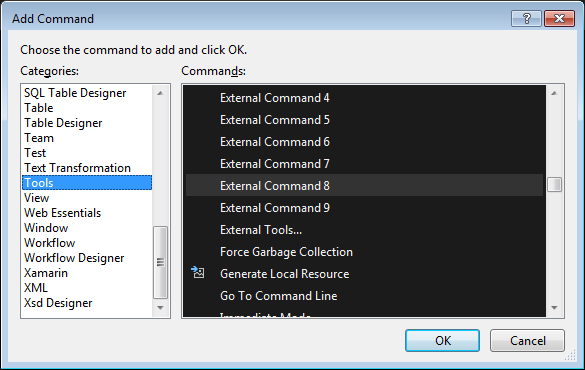 Add Command
?
Choose the command to add and click OK.
Categories:
Commands:
SQL Table Designer
Table
Table Designer
Team
Test
Text Transformation
Tools
View
Web Essentials
Window
Workflow
Workflow Designer
Xamarin
XML
Xsd Designer
External Command 4
External Command 5
External Command 6
External Command 7
External Command 8
External Command 9
External Tools...
Force Garbage Collection
Generate Local Resource
Go To Command Line
Immediate Mode
OK
Cancel